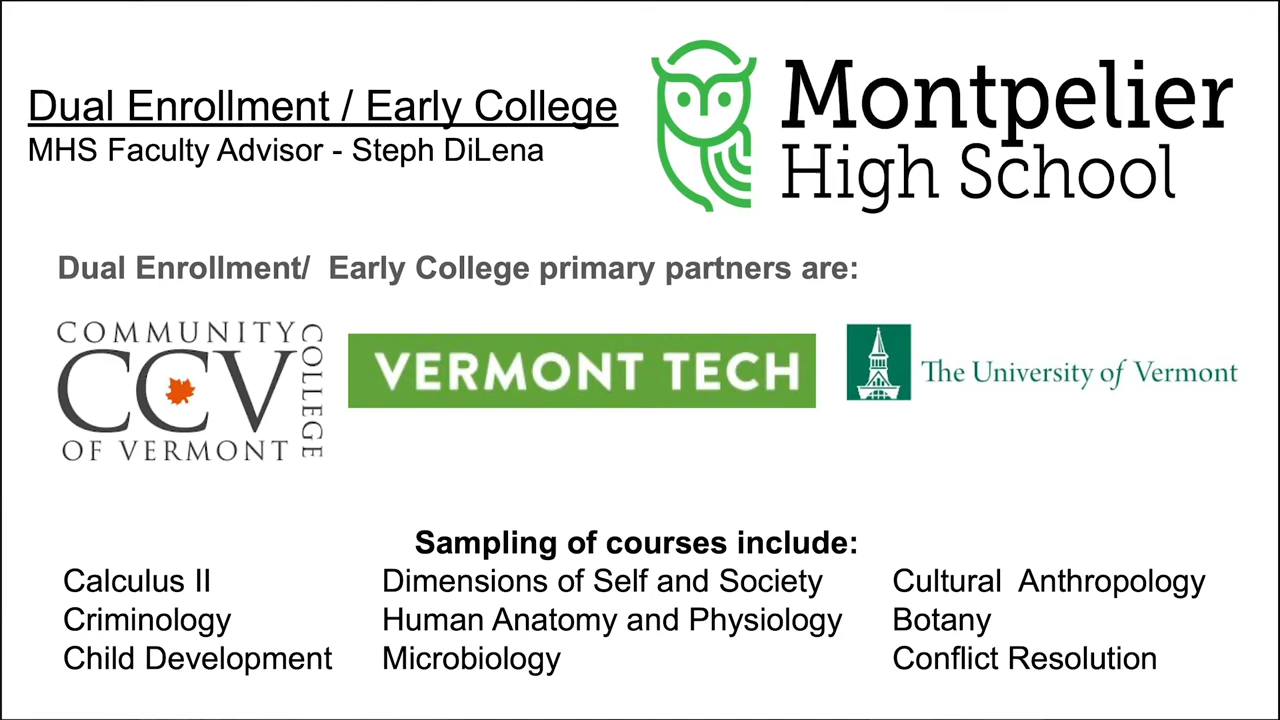 Dual Enrollment / Early College
MHS Faculty Advisor - Steph DiLena
Montpelier
High School
Dual Enrollment/  Early College primary partners are:
COMMUNITY
COLLEGE
CCV
OF VERMONT
VERMONT TECH
The University of Vermont
Sampling of courses include:
Calculus II
Criminology
Child Development
Dimensions of Self and Society
Human Anatomy and Physiology
Microbiology
Cultural  Anthropology
Botany
Conflict Resolution